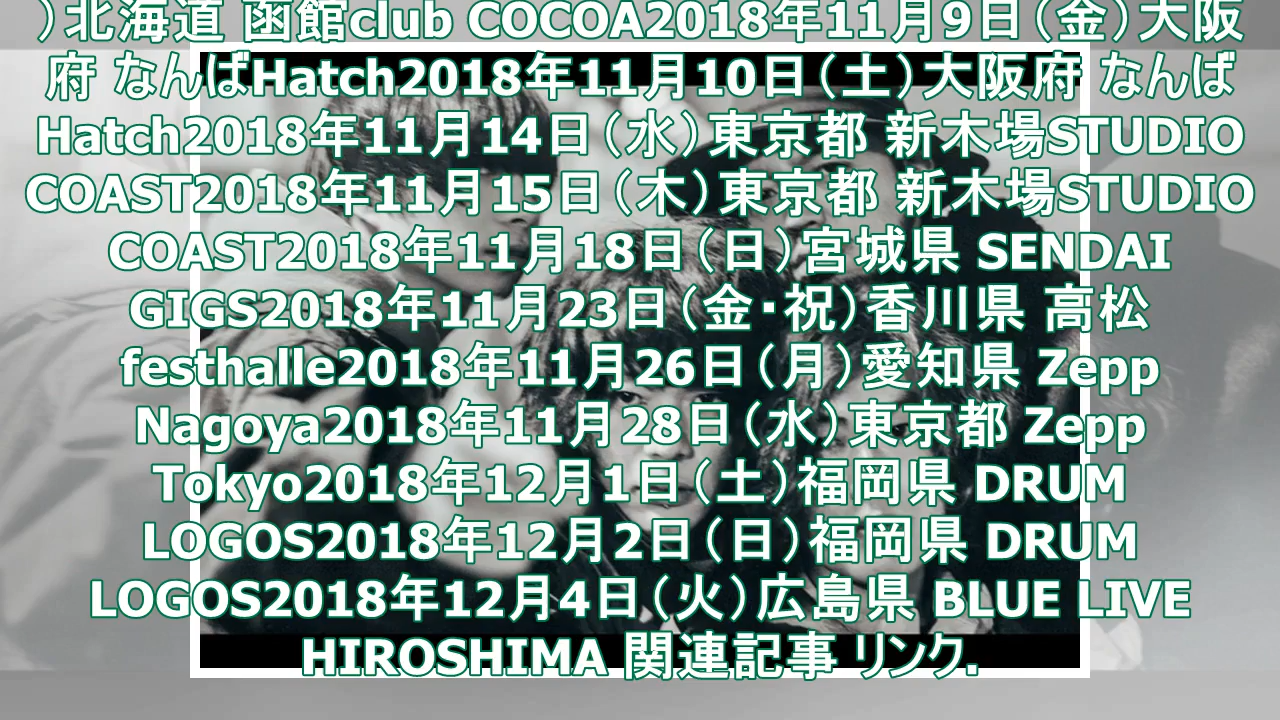 ）北海道 函館club COCOA2018年11月9日（金）大阪
府 なんばHatch2018年11月10日（土）大阪府 なんば
Hatch2018年11月14日（水）東京都 新木場STUDIO
COAST2018年11月15日（木）東京都 新木場STUDIO
COAST2018年11月18日（日）宮城県 SENDAI
GIGS2018年11月23日（金・祝）香川県 高松
festhalle2018年11月26日（月）愛知県 Zepp
Nagoya2018年11月28日（水）東京都 Zepp
Tokyo2018年12月1日（土）福岡県 DRUM
LOGOS2018年12月2日（日）福岡県 DRUM
LOGOS2018年12月4日（火）広島県 BLUE LIVE
HIROSHIMA 関連記事 リンク.